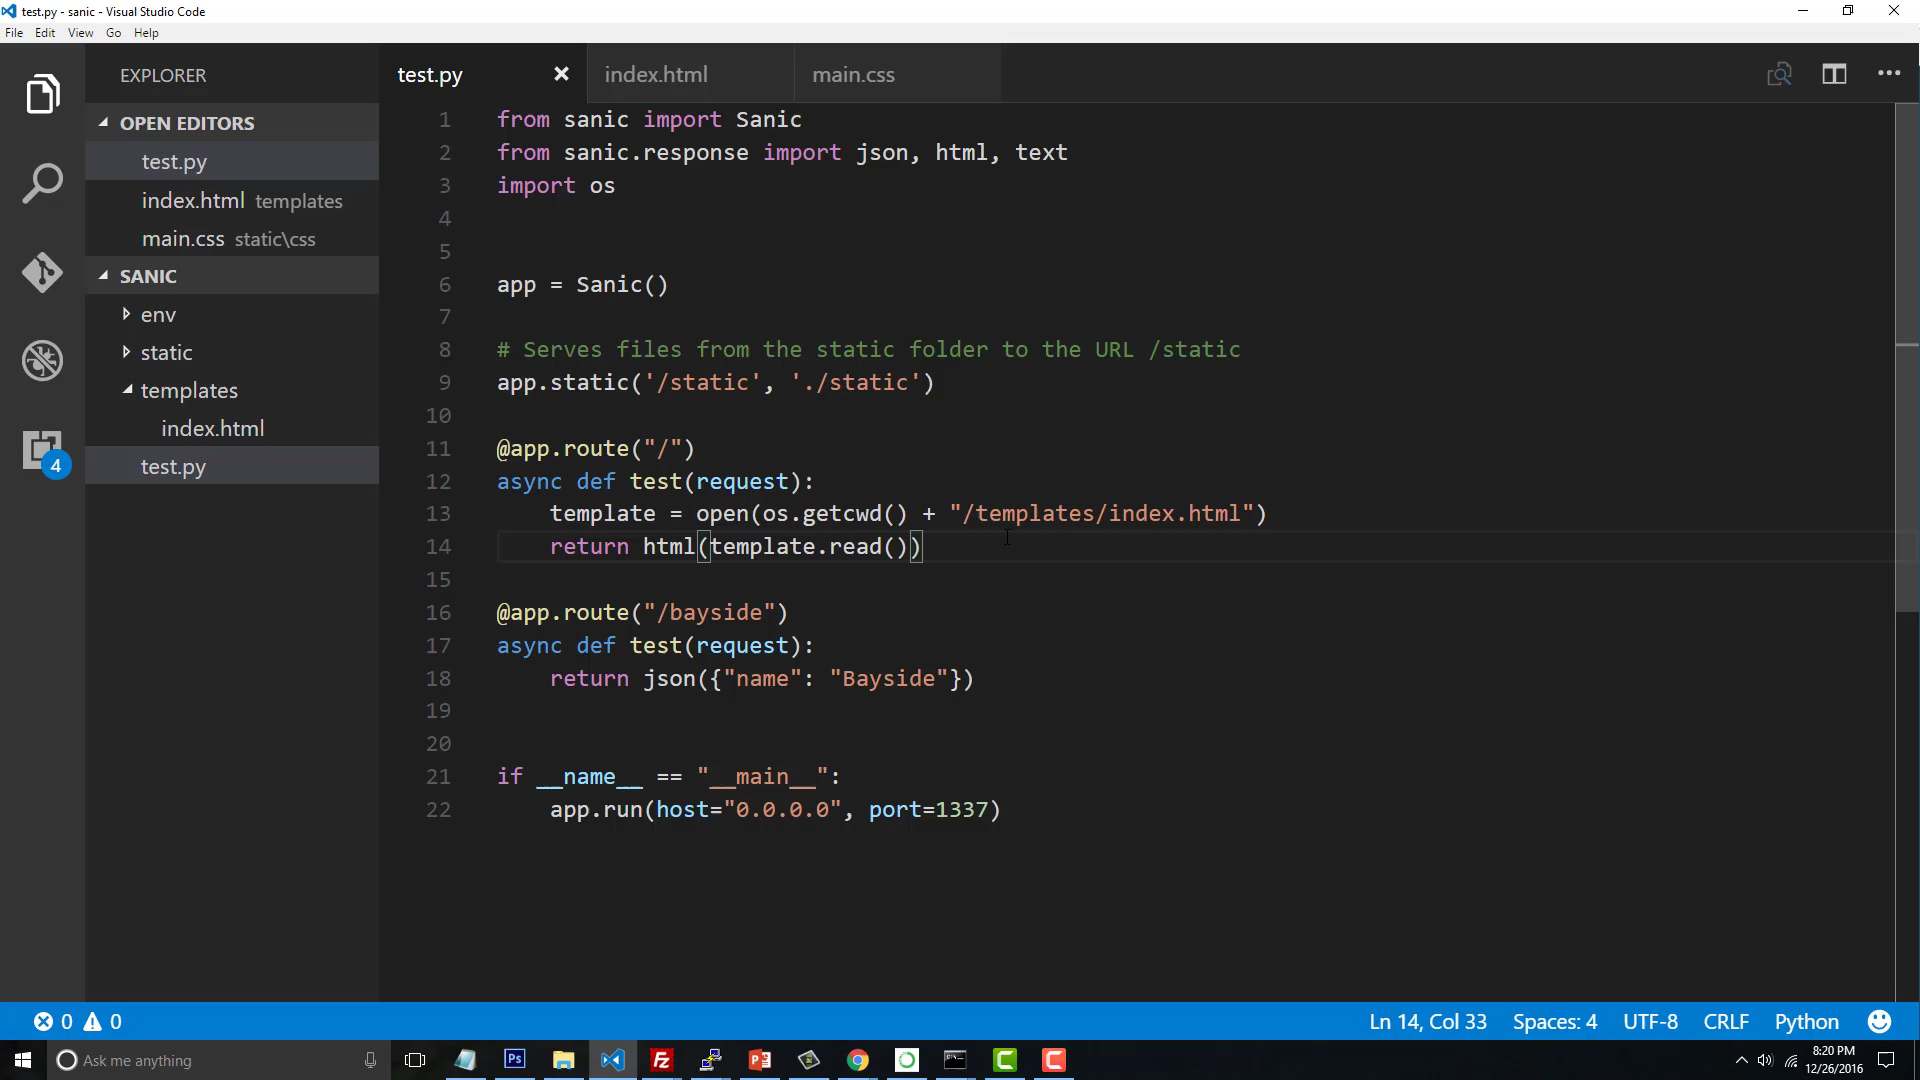 test.py - sanic - Visual Studio Code
File Edit View Go Help
EXPLORER
OPEN EDITORS
test.py
index.html templates
main.css static\css
SANIC
env
static
templates
index.html
test.py
4
test.py index.html main.css
1 from sanic import Sanic
2 from sanic.response import json, html, text
3 import os
4
5
6 app = Sanic()
7
8 # Serves files from the static folder to the URL /static
9 app.static('/static', './static')
10
11 @app.route("/")
12 async def test(request):
13     template = open(os.getcwd() + "/templates/index.html")
14     return html(template.read())
15
16 @app.route("/bayside")
17 async def test(request):
18     return json({"name": "Bayside"})
19
20
21 if __name__ == "__main__":
22     app.run(host="0.0.0.0", port=1337)
0 0 Ln 14, Col 33 Spaces: 4 UTF-8 CRLF Python
Ask me anything
Ps
Fz
8:20 PM
12/26/2016